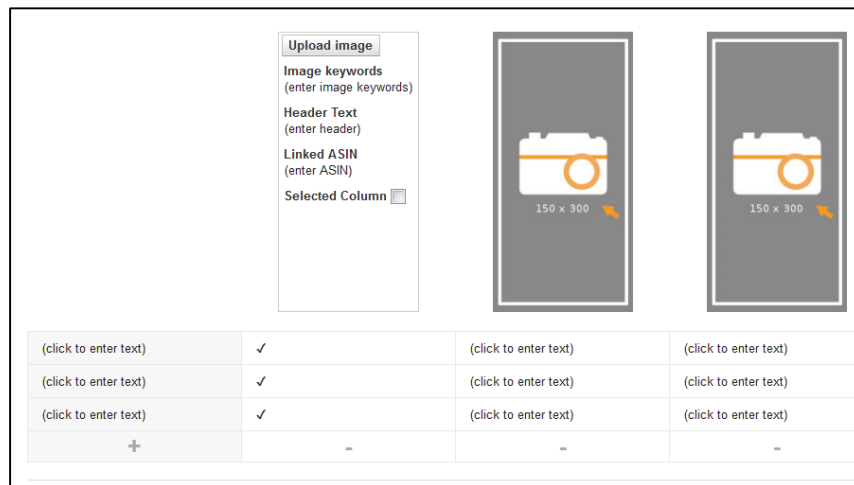 Upload image
Image keywords
(enter image keywords)
Header Text
(enter header)
Linked ASIN
(enter ASIN)
Selected Column
150 x 300
150 x 300
(click to enter text) ✓ (click to enter text) (click to enter text)
(click to enter text) ✓ (click to enter text) (click to enter text)
(click to enter text) ✓ (click to enter text) (click to enter text)
+ - - -